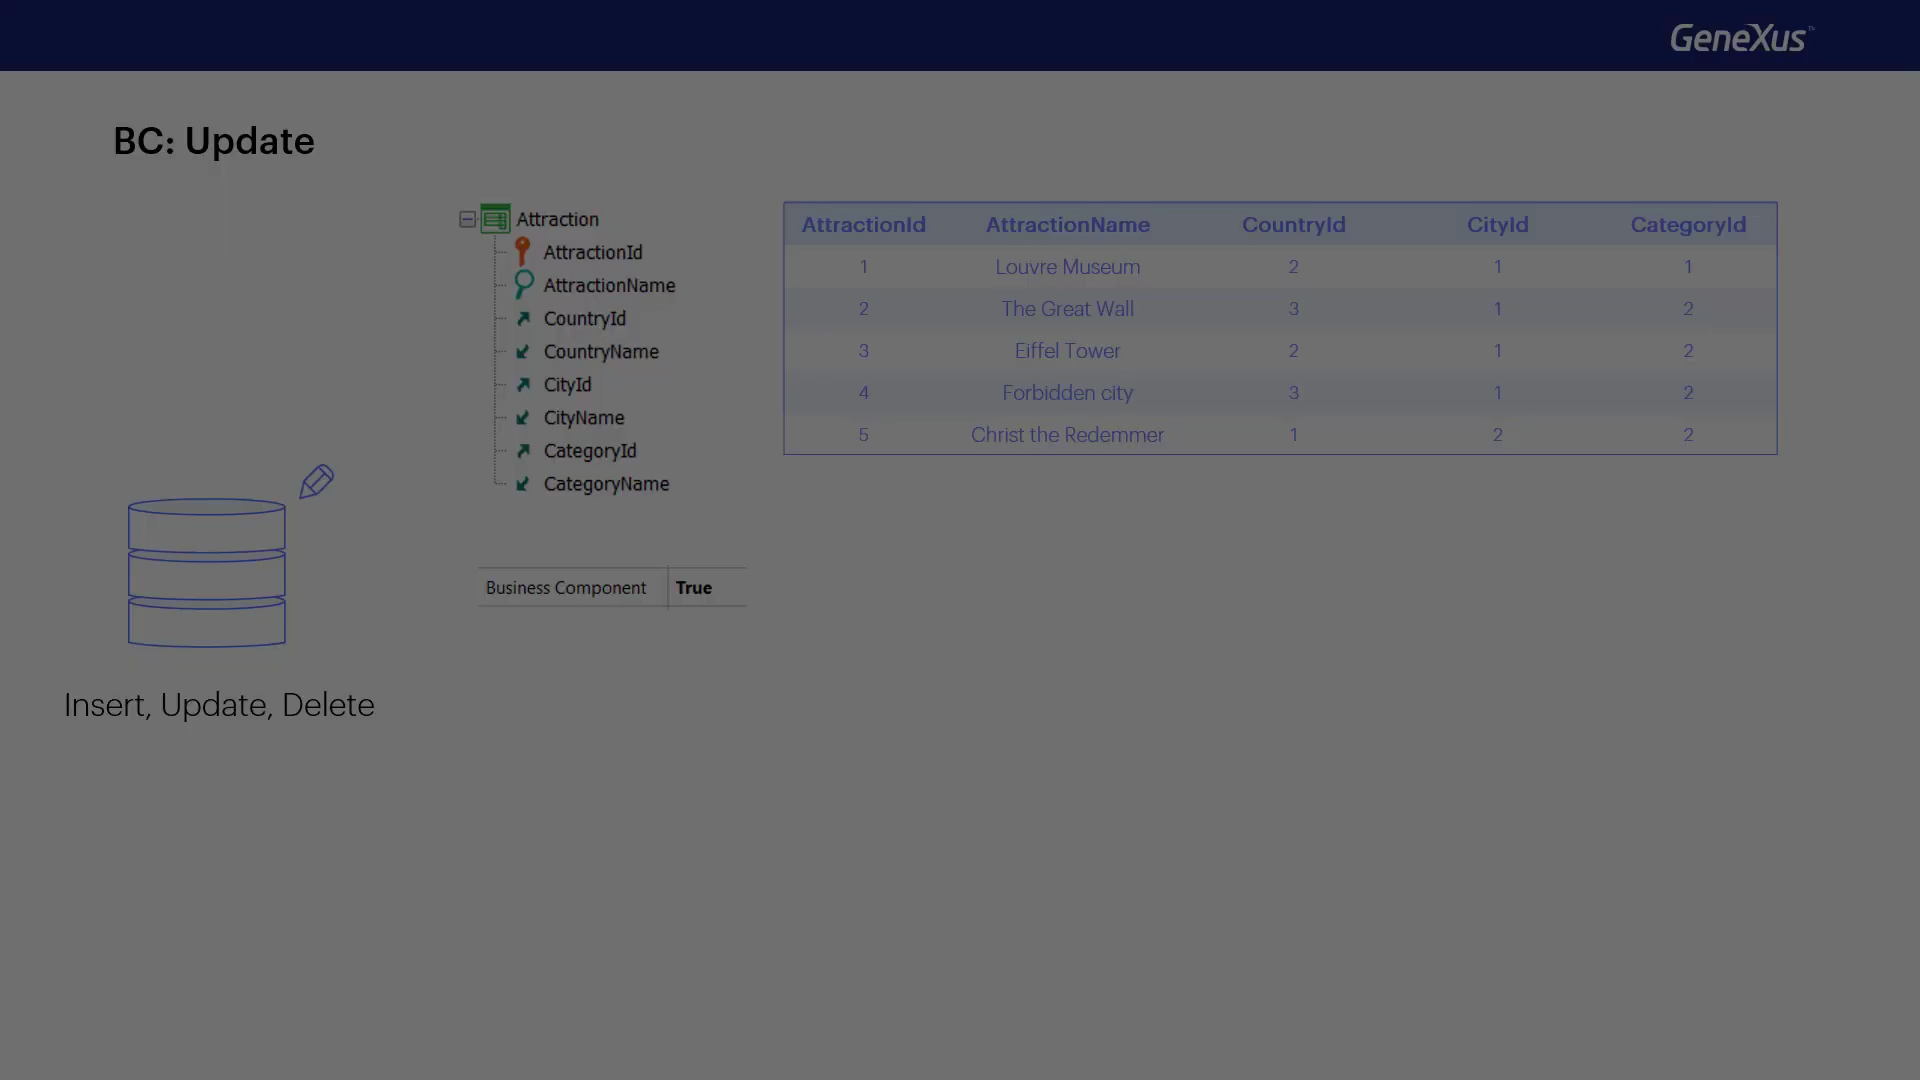 GeneXus™
BC: Update
Attraction
AttractionId
AttractionName
CountryId
CountryName
CityId
CityName
CategoryId
CategoryName
AttractionId AttractionName CountryId CityId CategoryId
1 Louvre Museum 2 1 1
2 The Great Wall 3 1 2
3 Eiffel Tower 2 1 2
4 Forbidden city 3 1 2
5 Christ the Redemmer 1 2 2
Business Component True
Insert, Update, Delete